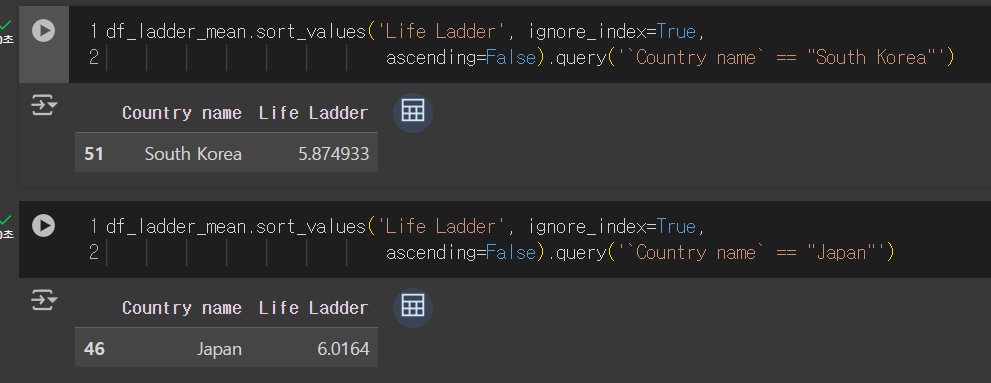 1 df_ladder_mean.sort_values('Life Ladder', ignore_index=True,
2 ascending=False).query('`Country name` == "South Korea"')
Country name Life Ladder
51 South Korea 5.874933
1 df_ladder_mean.sort_values('Life Ladder', ignore_index=True,
2 ascending=False).query('`Country name` == "Japan"')
Country name Life Ladder
46 Japan 6.0164